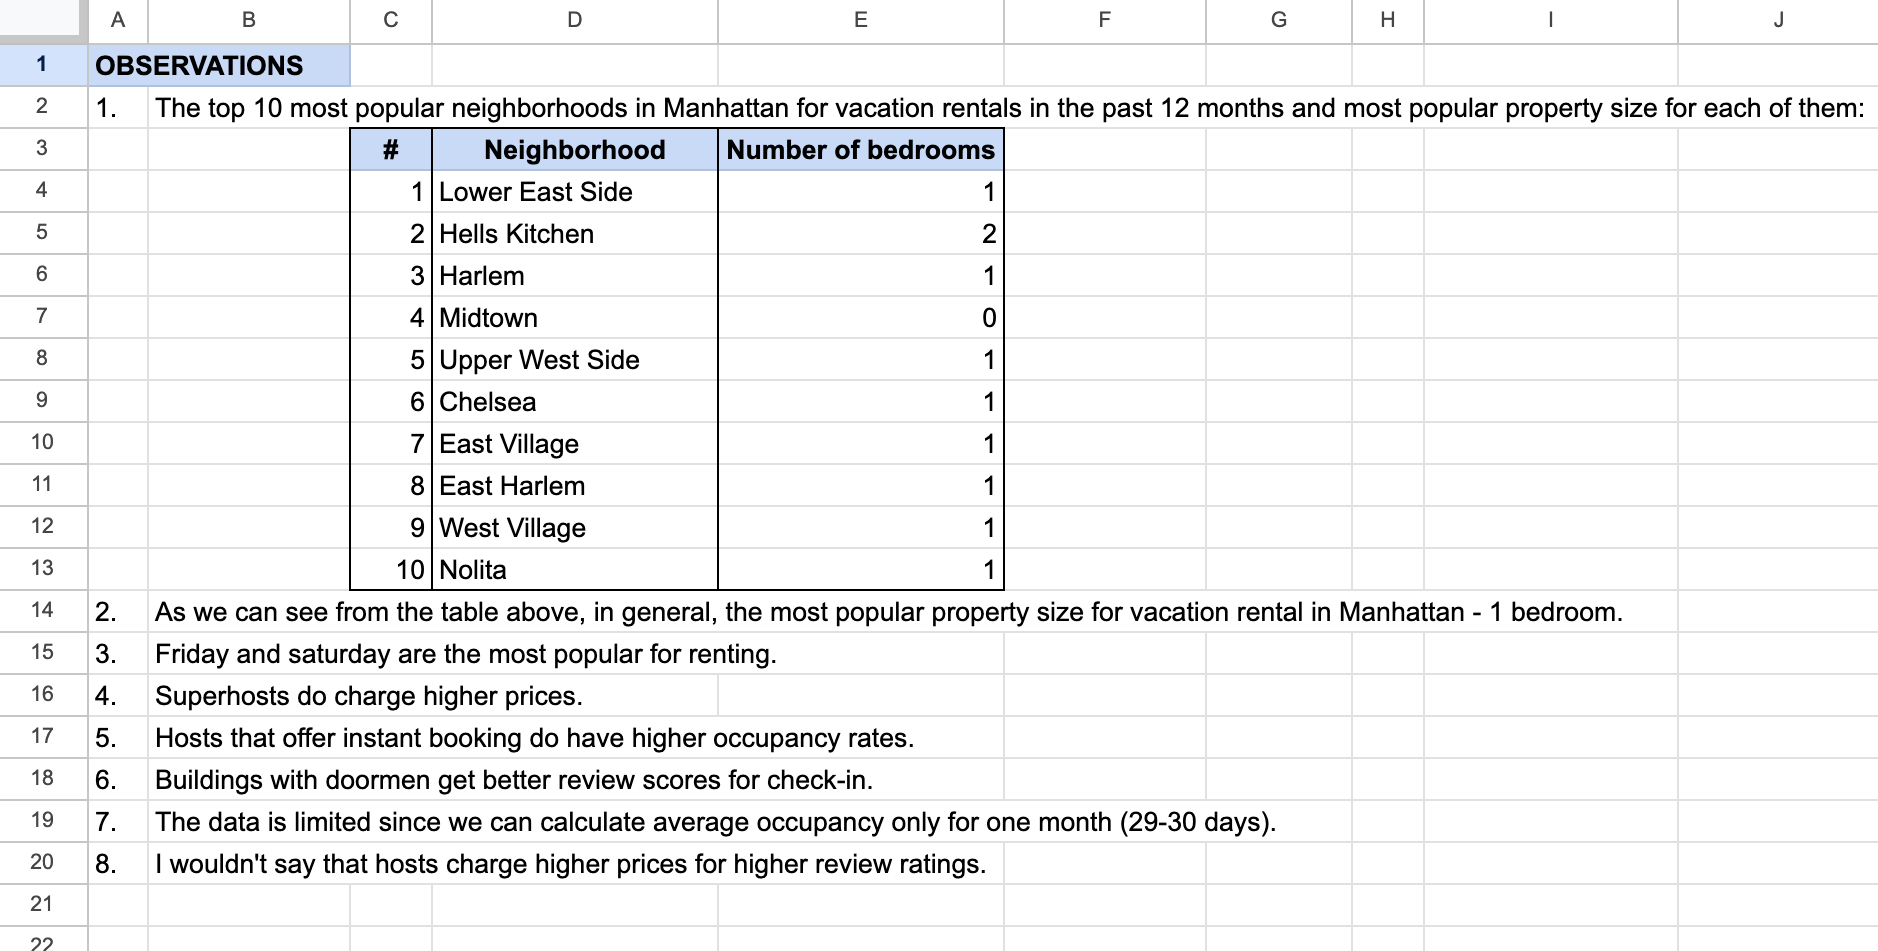 A B C D E F G H I J
1 OBSERVATIONS
2 1. The top 10 most popular neighborhoods in Manhattan for vacation rentals in the past 12 months and most popular property size for each of them:
3 # Neighborhood Number of bedrooms
4 1 Lower East Side 1
5 2 Hells Kitchen 2
6 3 Harlem 1
7 4 Midtown 0
8 5 Upper West Side 1
9 6 Chelsea 1
10 7 East Village 1
11 8 East Harlem 1
12 9 West Village 1
13 10 Nolita 1
14 2. As we can see from the table above, in general, the most popular property size for vacation rental in Manhattan - 1 bedroom.
15 3. Friday and saturday are the most popular for renting.
16 4. Superhosts do charge higher prices.
17 5. Hosts that offer instant booking do have higher occupancy rates.
18 6. Buildings with doormen get better review scores for check-in.
19 7. The data is limited since we can calculate average occupancy only for one month (29-30 days).
20 8. I wouldn't say that hosts charge higher prices for higher review ratings.
21
22